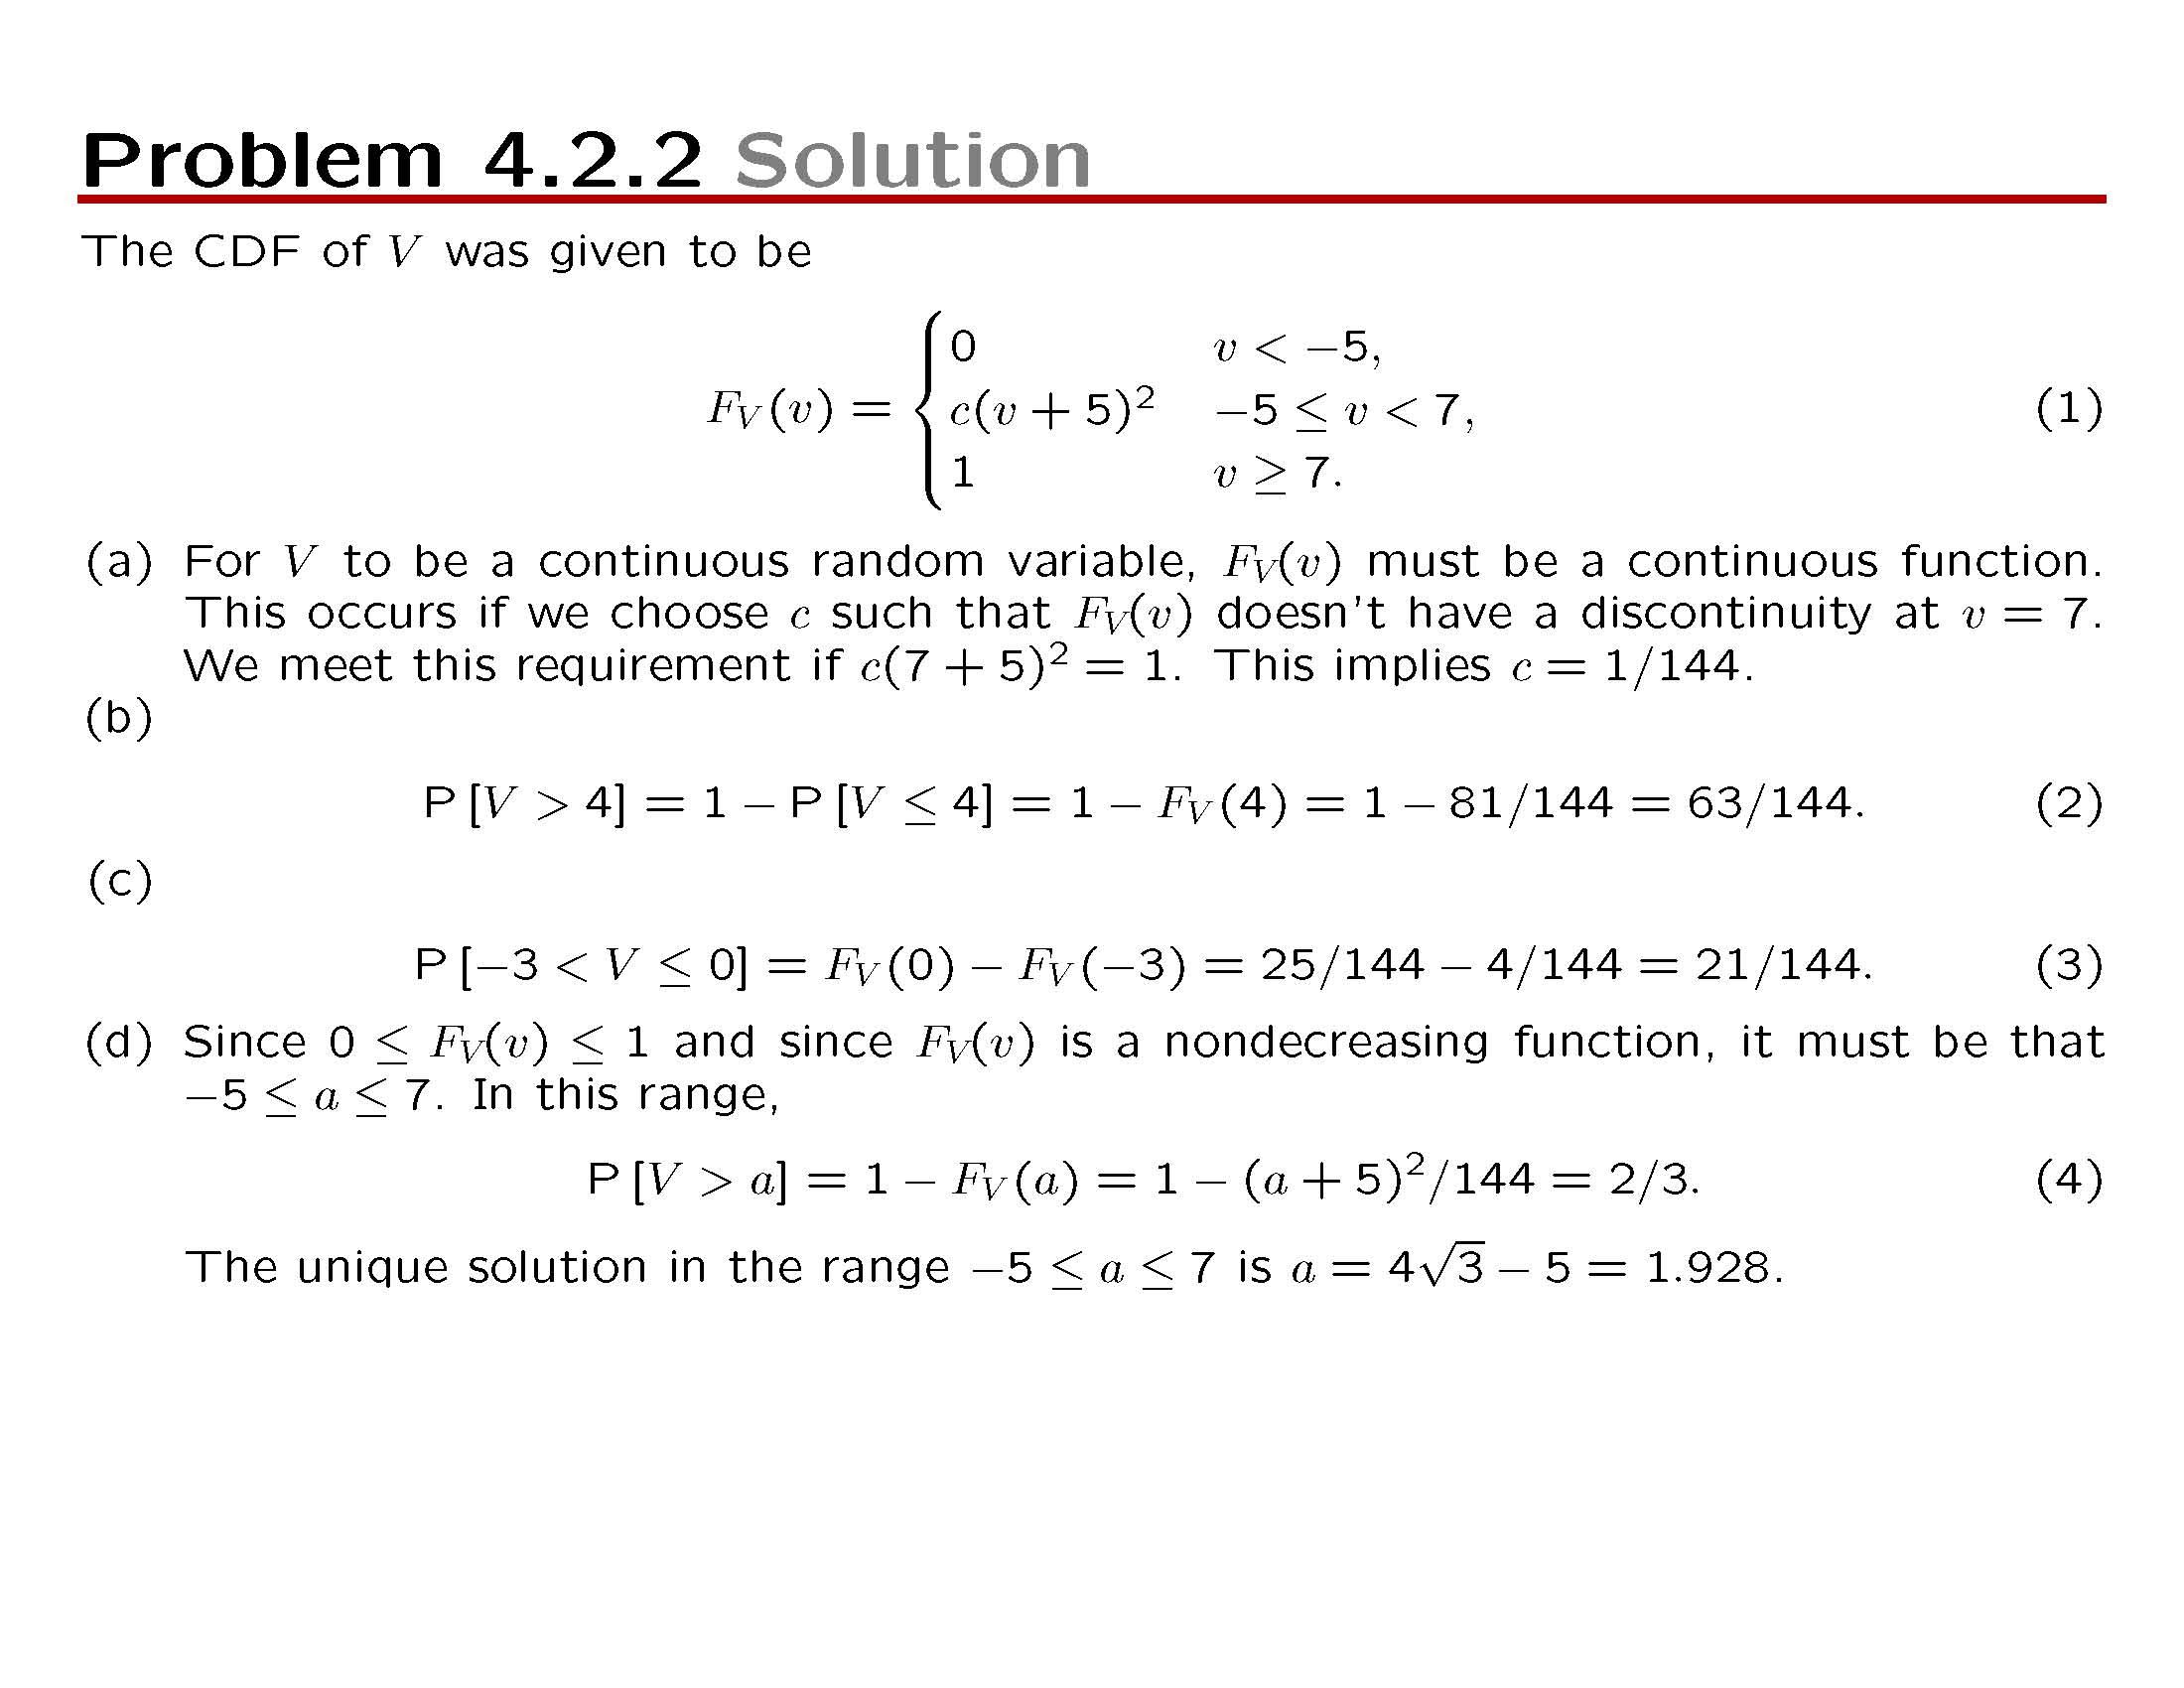 Problem 4.2.2 Solution
The CDF of V was given to be
F_V(v) = { 0   v < −5,
c(v + 5)²   −5 ≤ v < 7,   (1)
1   v ≥ 7.
(a) For V to be a continuous random variable, F_V(v) must be a continuous function.
This occurs if we choose c such that F_V(v) doesn't have a discontinuity at v = 7.
We meet this requirement if c(7 + 5)² = 1. This implies c = 1/144.
(b)
P [V > 4] = 1 − P [V ≤ 4] = 1 − F_V(4) = 1 − 81/144 = 63/144.   (2)
(c)
P [−3 < V ≤ 0] = F_V(0) − F_V(−3) = 25/144 − 4/144 = 21/144.   (3)
(d) Since 0 ≤ F_V(v) ≤ 1 and since F_V(v) is a nondecreasing function, it must be that
−5 ≤ a ≤ 7. In this range,
P [V > a] = 1 − F_V(a) = 1 − (a + 5)²/144 = 2/3.   (4)
The unique solution in the range −5 ≤ a ≤ 7 is a = 4√3 − 5 = 1.928.